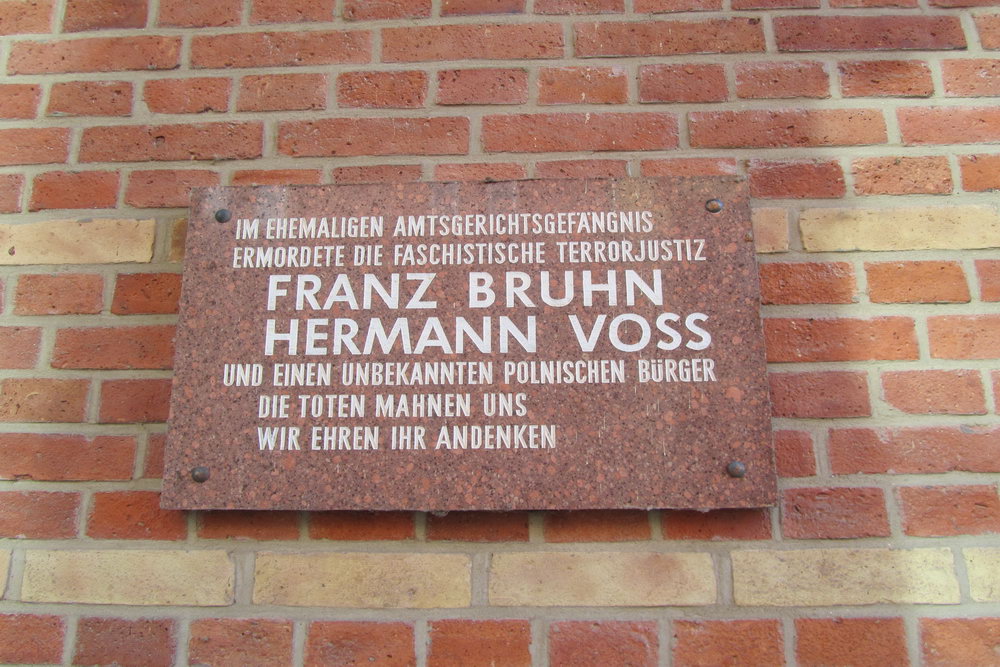 IM EHEMALIGEN AMTSGERICHTSGEFÄNGNIS
ERMORDETE DIE FASCHISTISCHE TERRORJUSTIZ
FRANZ BRUHN
HERMANN VOSS
UND EINEN UNBEKANNTEN POLNISCHEN BÜRGER
DIE TOTEN MAHNEN UNS
WIR EHREN IHR ANDENKEN